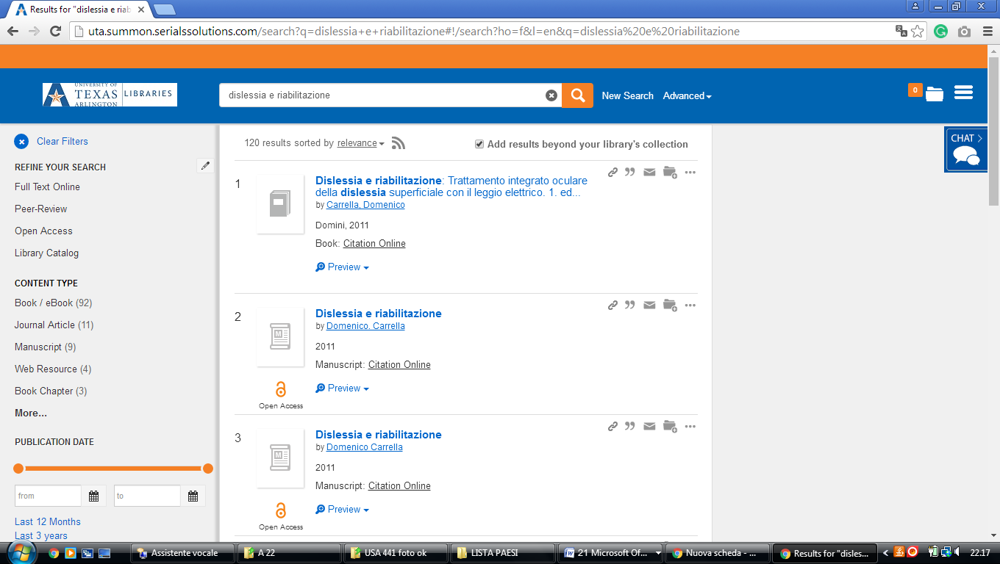 Results for "dislessia e riab
uta.summon.serialssolutions.com/search?q=dislessia+e+riabilitazione#!/search?ho=f&l=en&q=dislessia%20e%20riabilitazione
UNIVERSITY OF
TEXAS
ARLINGTON
LIBRARIES
dislessia e riabilitazione
New Search
Advanced
0
CHAT >
Clear Filters
REFINE YOUR SEARCH
Full Text Online
Peer-Review
Open Access
Library Catalog
CONTENT TYPE
Book / eBook (92)
Journal Article (11)
Manuscript (9)
Web Resource (4)
Book Chapter (3)
More...
PUBLICATION DATE
from
to
Last 12 Months
Last 3 years
120 results sorted by relevance
Add results beyond your library's collection
1
Dislessia e riabilitazione: Trattamento integrato oculare
della dislessia superficiale con il leggio elettrico. 1. ed...
by Carrella, Domenico
Domini, 2011
Book: Citation Online
Preview
2
Dislessia e riabilitazione
by Domenico. Carrella
2011
Manuscript: Citation Online
Preview
Open Access
3
Dislessia e riabilitazione
by Domenico Carrella
2011
Manuscript: Citation Online
Preview
Open Access
Assistente vocale
A 22
USA 441 foto ok
LISTA PAESI
21 Microsoft Of...
Nuova scheda - ...
Results for "disles...
22.17